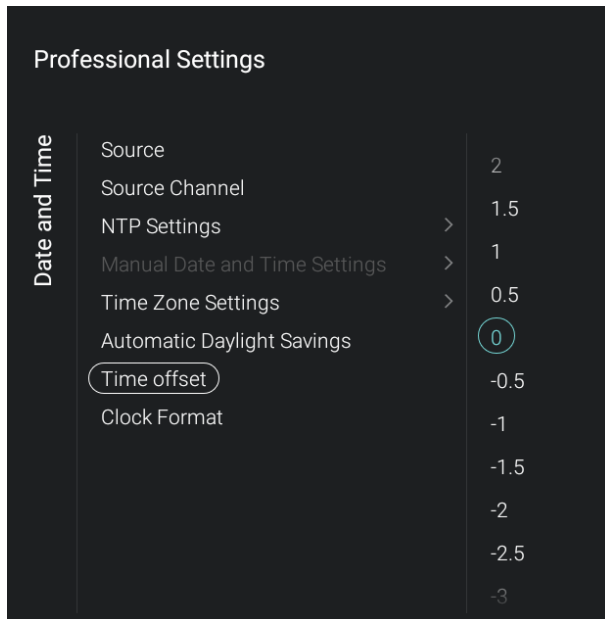 Professional Settings
Date and Time
Source
Source Channel
NTP Settings
Manual Date and Time Settings
Time Zone Settings
Automatic Daylight Savings
Time offset
Clock Format
2
1.5
1
0.5
0
-0.5
-1
-1.5
-2
-2.5
-3